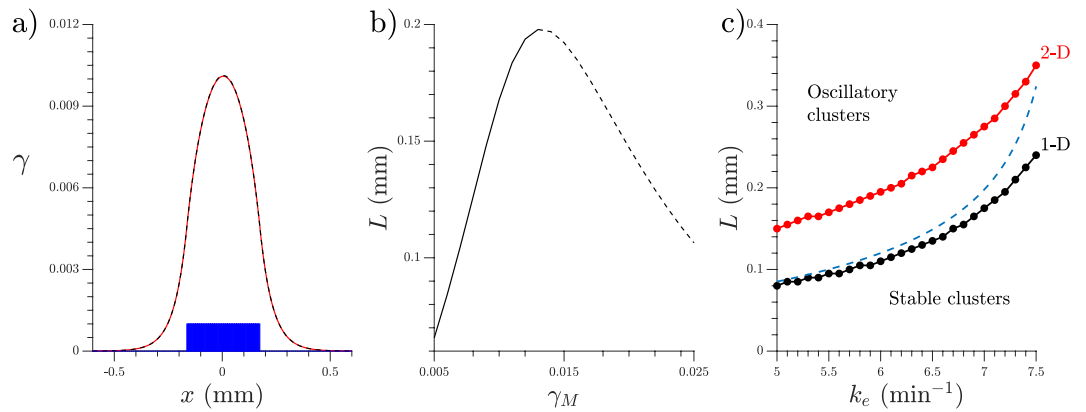 a)
0.012
0.009
0.006
0.003
0
γ
-0.5
0
0.5
x (mm)
b)
0.2
0.15
0.1
L (mm)
0.005
0.015
0.025
γ_M
c)
0.4
0.3
0.2
0.1
0
L (mm)
2-D
Oscillatory
clusters
1-D
Stable clusters
5
5.5
6
6.5
7
7.5
k_e (min⁻¹)